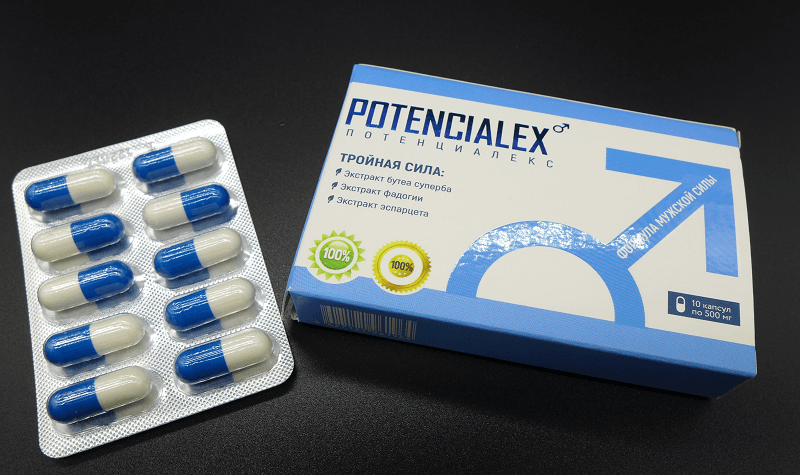 POTENCIALEX
ПОТЕНЦИАЛЕКС
ТРОЙНАЯ СИЛА:
Экстракт бутеа суперба
Экстракт фадогии
Экстракт эспарцета
100%
100%
ФОРМУЛА МУЖСКОЙ СИЛЫ
10 капсул
по 500 мг